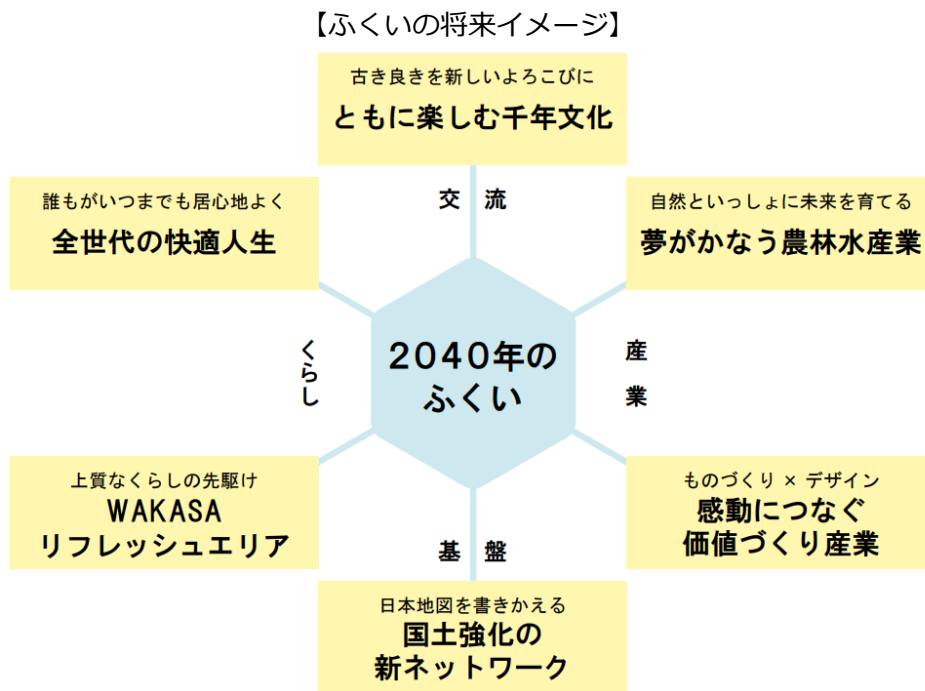 【ふくいの将来イメージ】
古き良きを新しいよろこびに
ともに楽しむ千年文化
交流
誰もがいつまでも居心地よく
全世代の快適人生
自然といっしょに未来を育てる
夢がかなう農林水産業
くらし
2040年の
ふくい
産業
上質なくらしの先駆け
WAKASA
リフレッシュエリア
ものづくり × デザイン
感動につなぐ
価値づくり産業
基盤
日本地図を書きかえる
国土強化の
新ネットワーク